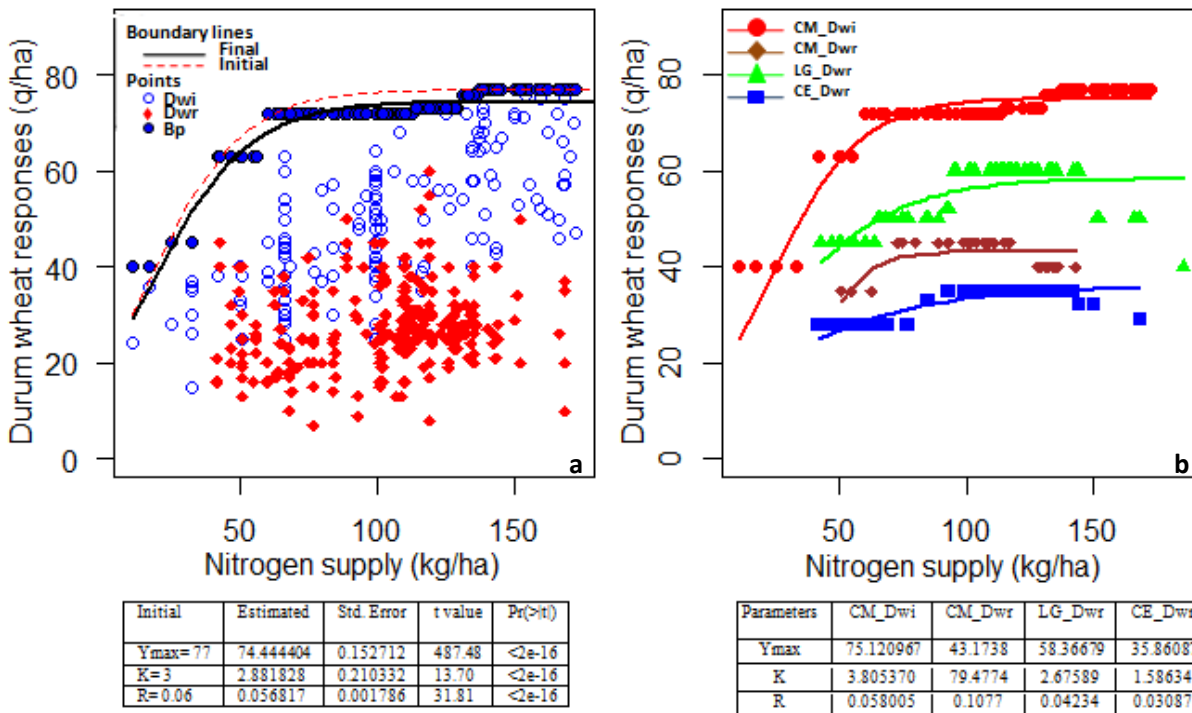 Boundary lines
Final
Initial
Points
Dwi
Dwr
Bp
Durum wheat responses (q/ha)
0
20
40
60
80
50
100
150
Nitrogen supply (kg/ha)
a
CM_Dwi
CM_Dwr
LG_Dwr
CE_Dwr
Durum wheat responses (q/ha)
0
20
40
60
80
50
100
150
Nitrogen supply (kg/ha)
b
Initial Estimated Std. Error t value Pr(>|t|)
Ymax= 77 74.444404 0.152712 487.48 <2e-16
K= 3 2.881828 0.210332 13.70 <2e-16
R= 0.06 0.056817 0.001786 31.81 <2e-16
Parameters CM_Dwi CM_Dwr LG_Dwr CE_Dwr
Ymax 75.120967 43.1738 58.36679 35.86087
K 3.805370 79.4774 2.67589 1.58634
R 0.058005 0.1077 0.04234 0.03087